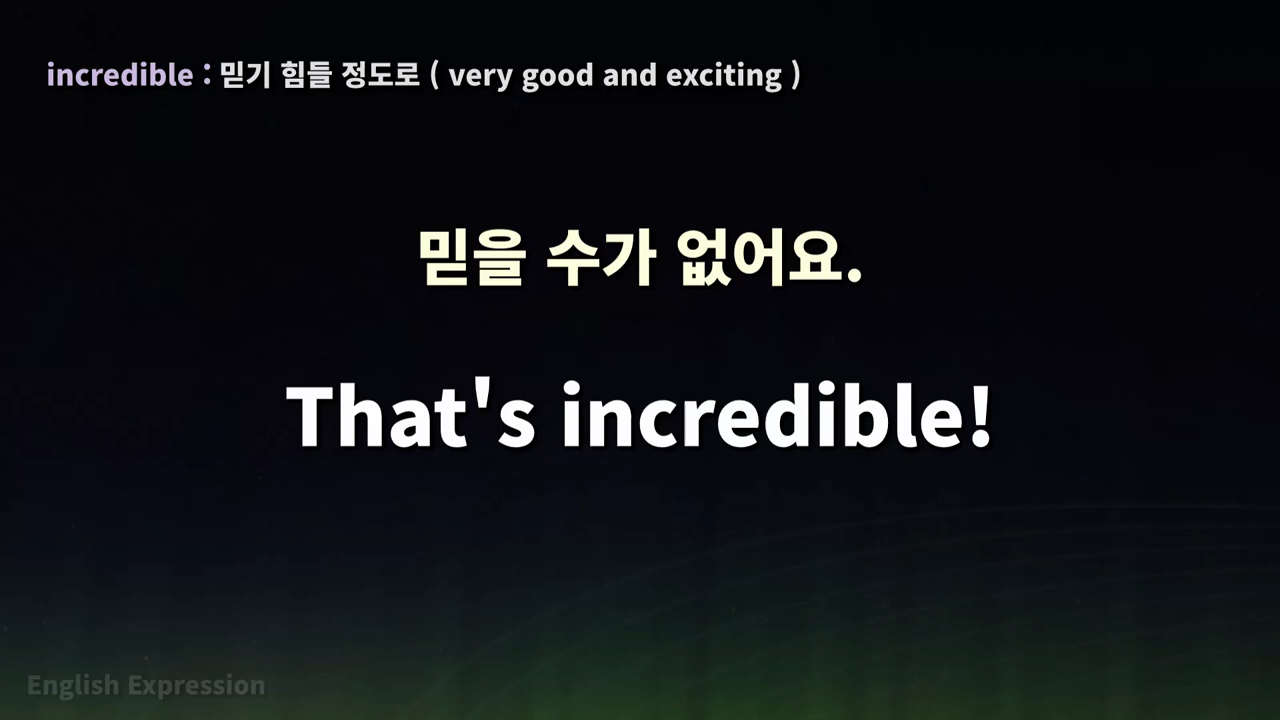 incredible : 믿기 힘들 정도로 ( very good and exciting )
믿을 수가 없어요.
That's incredible!
English Expression